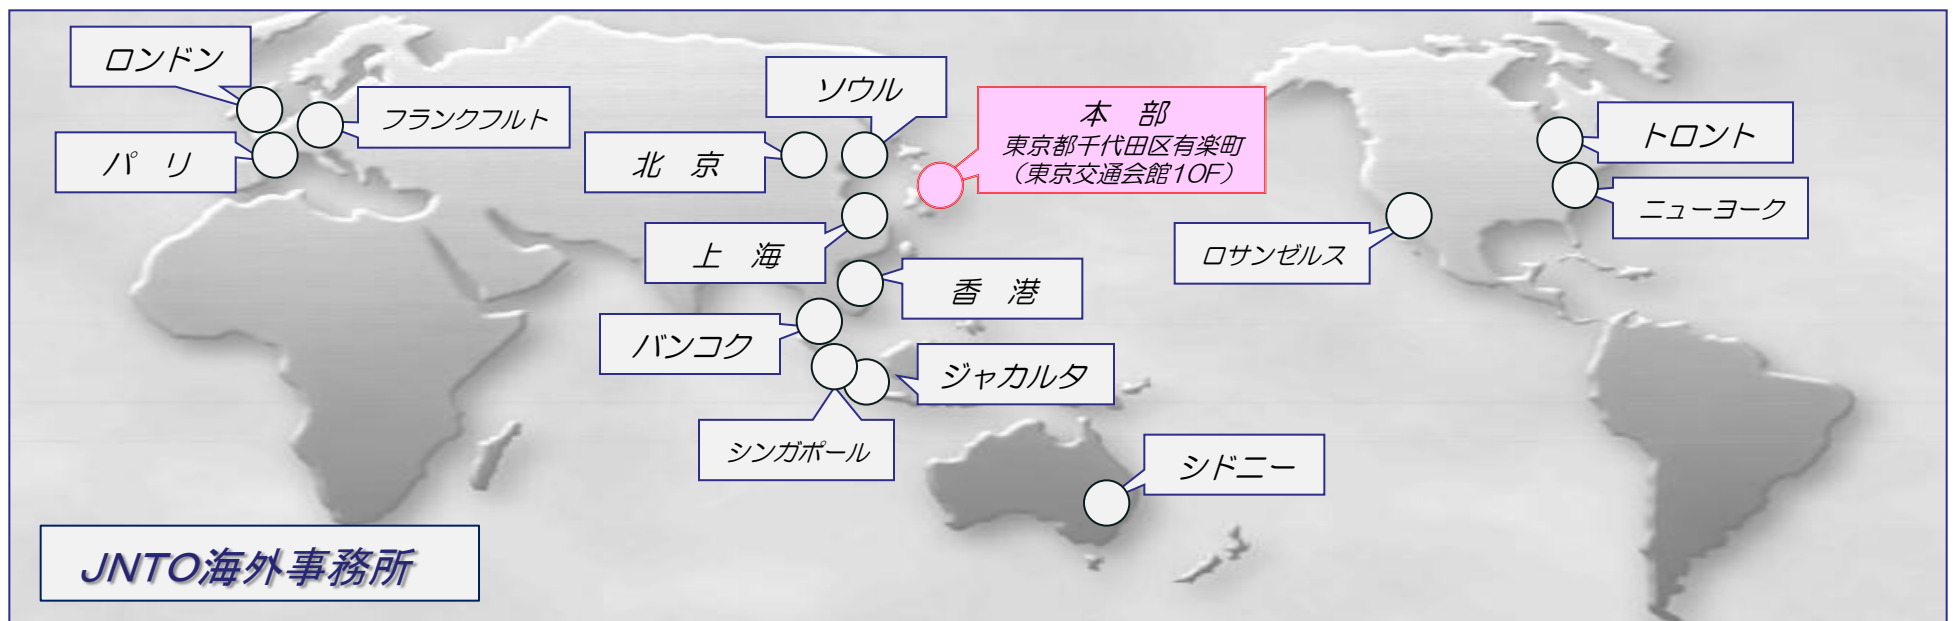 ロンドン
フランクフルト
パ　リ
ソウル
北　京
本　部
東京都千代田区有楽町
（東京交通会館10F）
トロント
ニューヨーク
ロサンゼルス
上　海
香　港
バンコク
ジャカルタ
シンガポール
シドニー
JNTO海外事務所